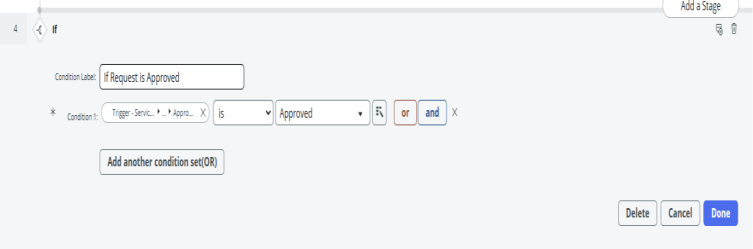 Add a Stage
4 If
Condition Label: If Request is Approved
* Condition 1: Trigger - Servic... ... Appro... X is Approved or and X
Add another condition set(OR)
Delete Cancel Done